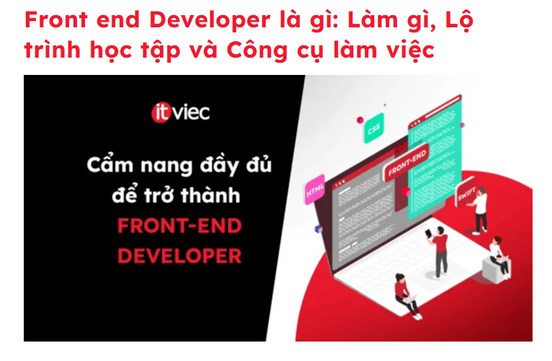 Front end Developer là gì: Làm gì, Lộ
trình học tập và Công cụ làm việc
itviec
Cẩm nang đầy đủ
để trở thành
FRONT-END
DEVELOPER
CSS
FRONT-END
HTML
SWIFT